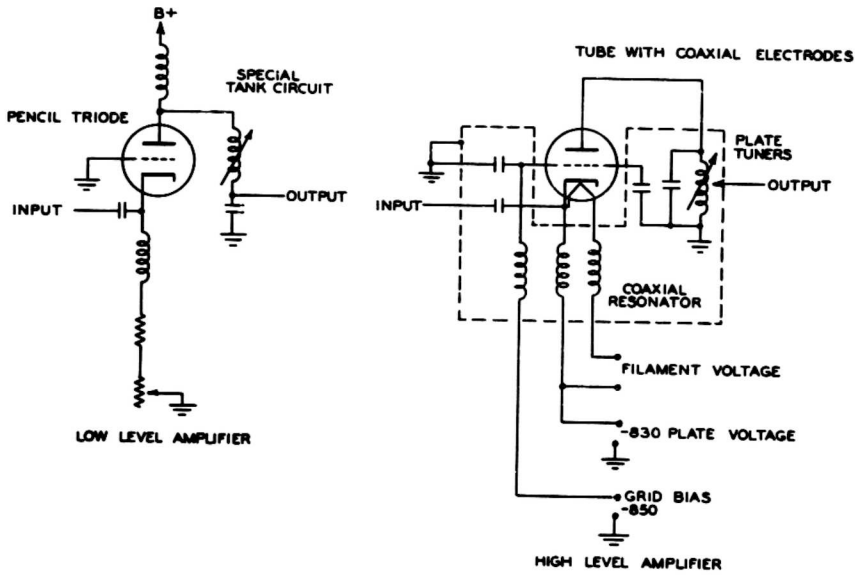 B+
SPECIAL
TANK CIRCUIT
PENCIL TRIODE
OUTPUT
INPUT
LOW LEVEL AMPLIFIER
TUBE WITH COAXIAL ELECTRODES
PLATE
TUNERS
OUTPUT
INPUT
COAXIAL
RESONATOR
FILAMENT VOLTAGE
-830 PLATE VOLTAGE
GRID BIAS
-850
HIGH LEVEL AMPLIFIER